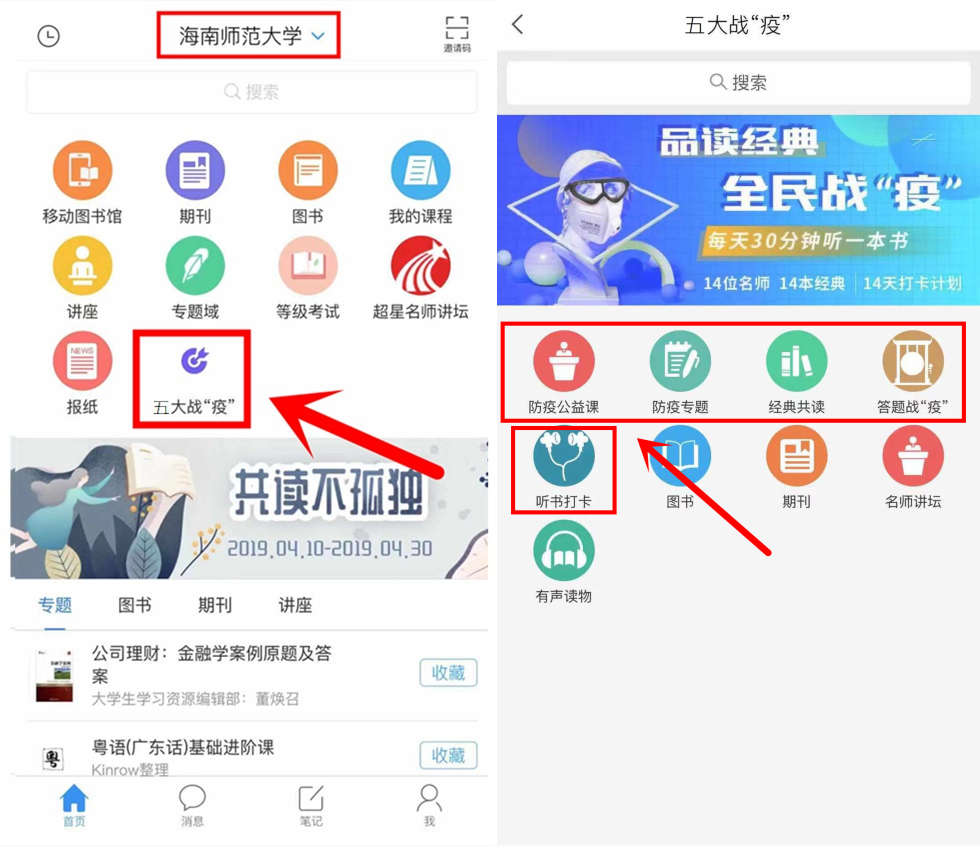 海南师范大学
邀请码
搜索
移动图书馆
期刊
图书
我的课程
讲座
专题域
等级考试
超星名师讲坛
NEWS
报纸
五大战“疫”
共读不孤独
2019.04.10-2019.04.30
专题
图书
期刊
讲座
公司理财：金融学案例原题及答
案
大学生学习资源编辑部：董焕召
收藏
粤
粤语(广东话)基础进阶课
Kinrow整理
收藏
首页
消息
笔记
我
五大战“疫”
搜索
品读经典
全民战“疫”
每天30分钟听一本书
14位名师 14本经典 14天打卡计划
防疫公益课
防疫专题
经典共读
答题战“疫”
听书打卡
图书
期刊
名师讲坛
有声读物